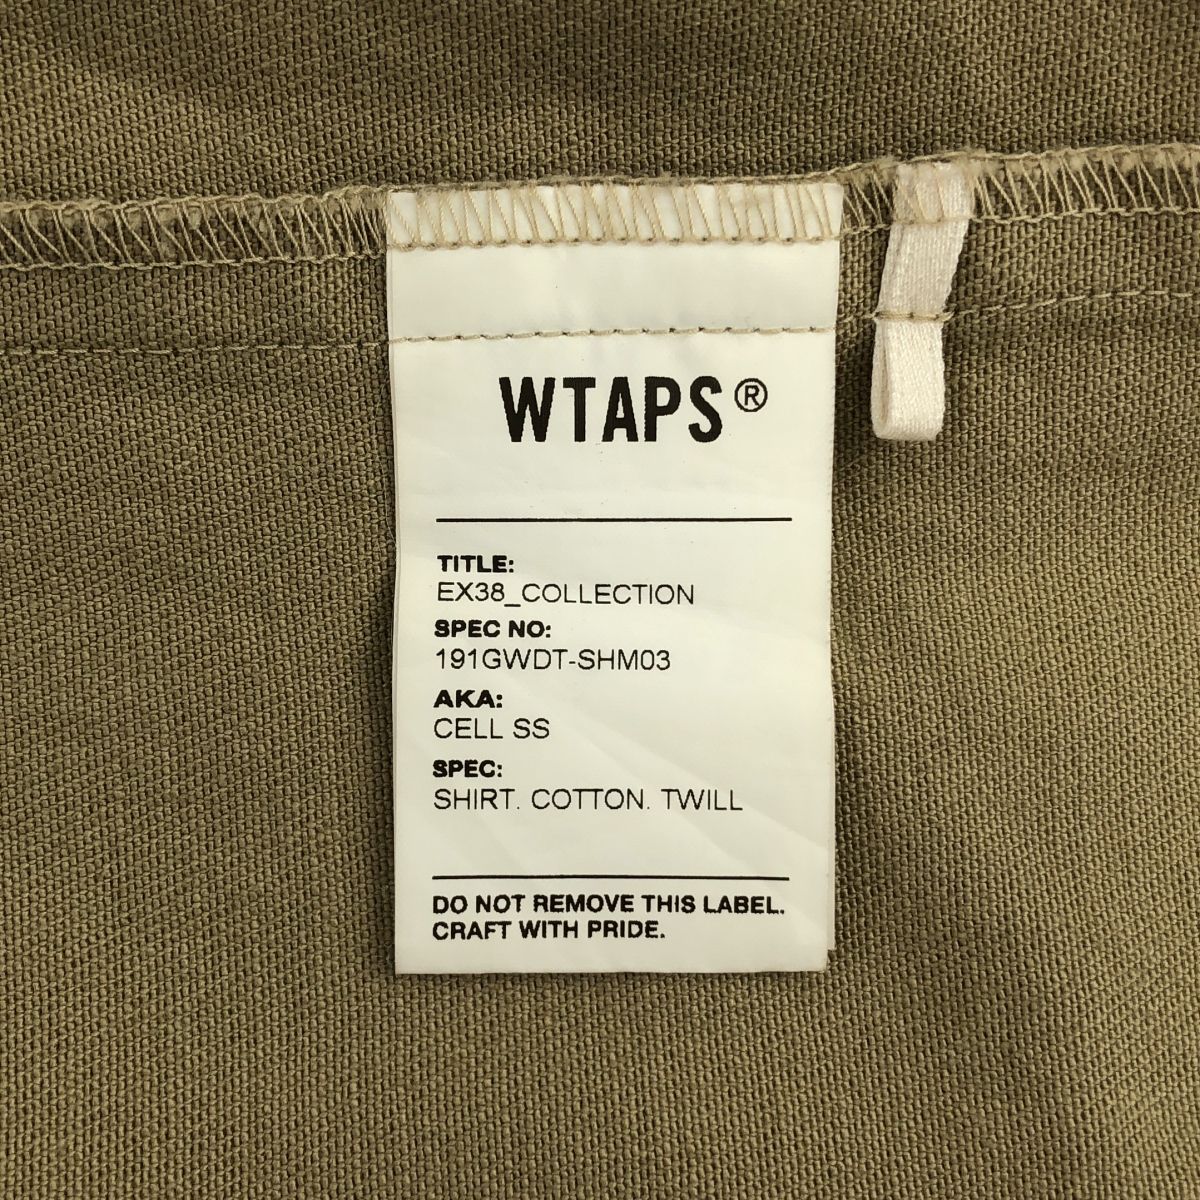 WTAPS®
TITLE:
EX38_COLLECTION
SPEC NO:
191GWDT-SHM03
AKA:
CELL SS
SPEC:
SHIRT. COTTON. TWILL
DO NOT REMOVE THIS LABEL.
CRAFT WITH PRIDE.